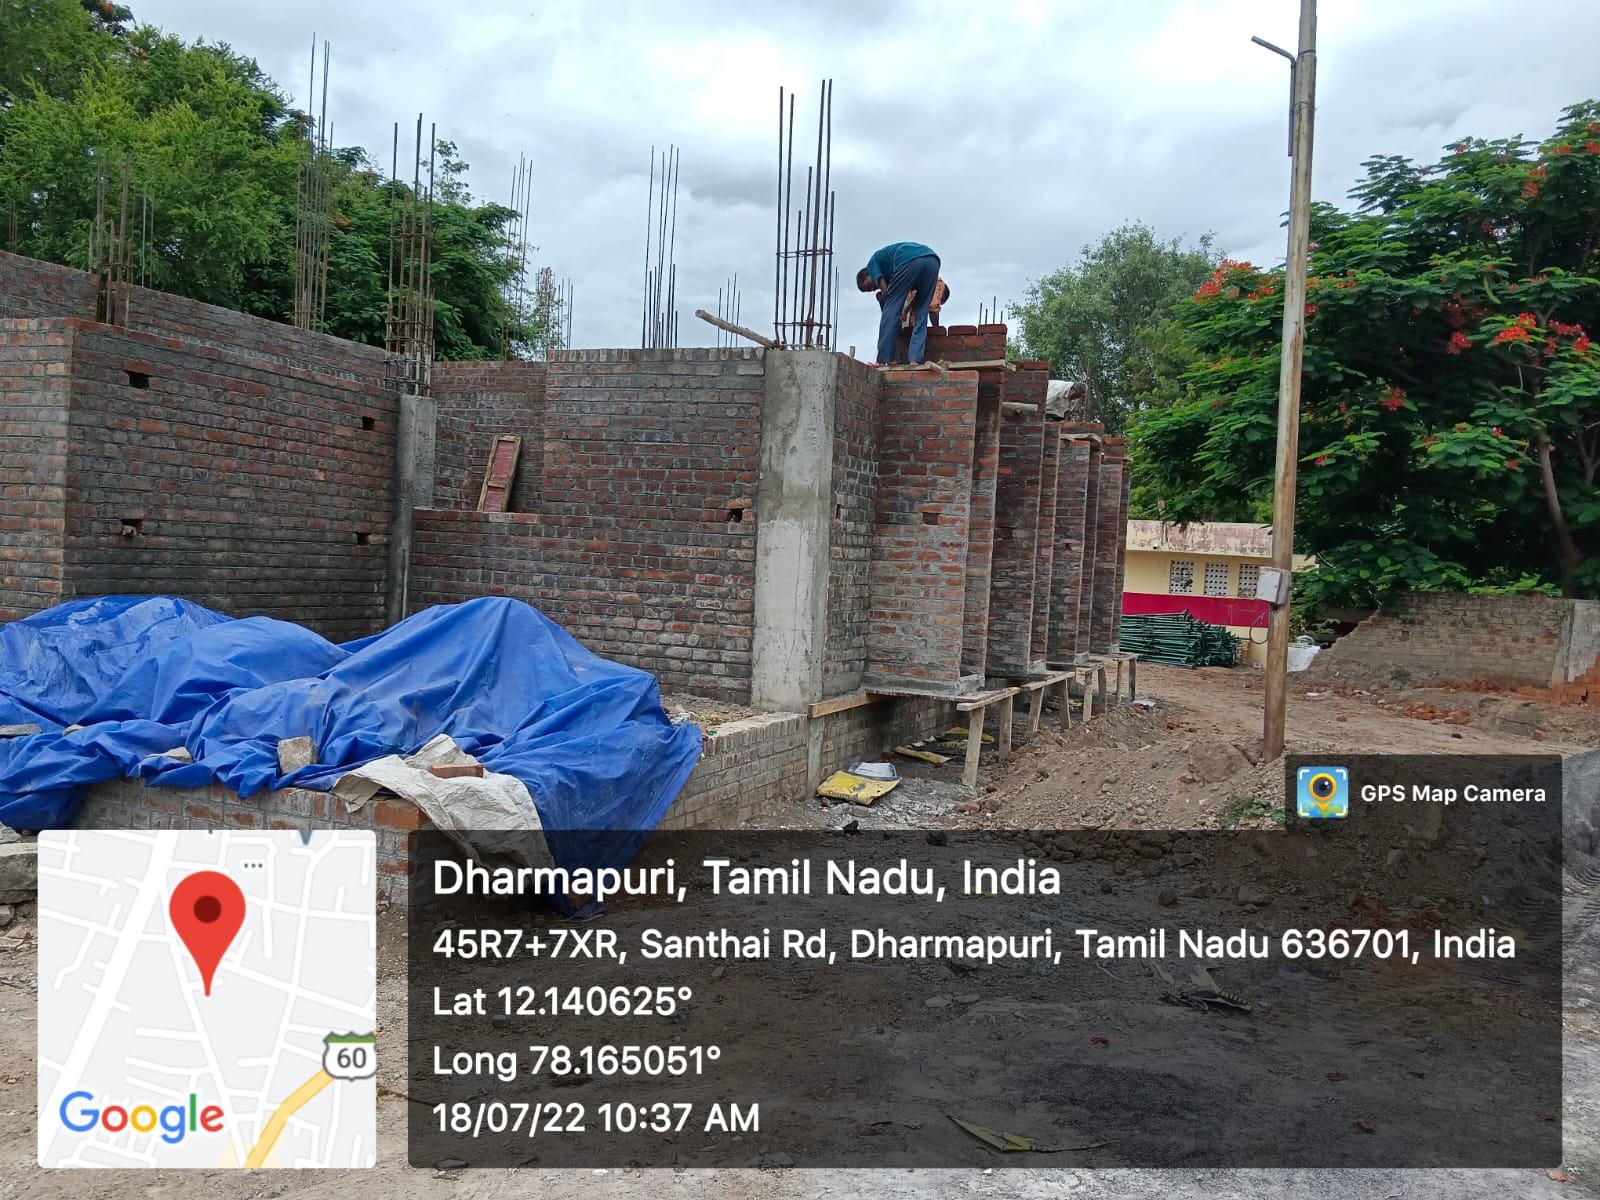 GPS Map Camera
Dharmapuri, Tamil Nadu, India
45R7+7XR, Santhai Rd, Dharmapuri, Tamil Nadu 636701, India
Lat 12.140625°
Long 78.165051°
18/07/22 10:37 AM
60
Google